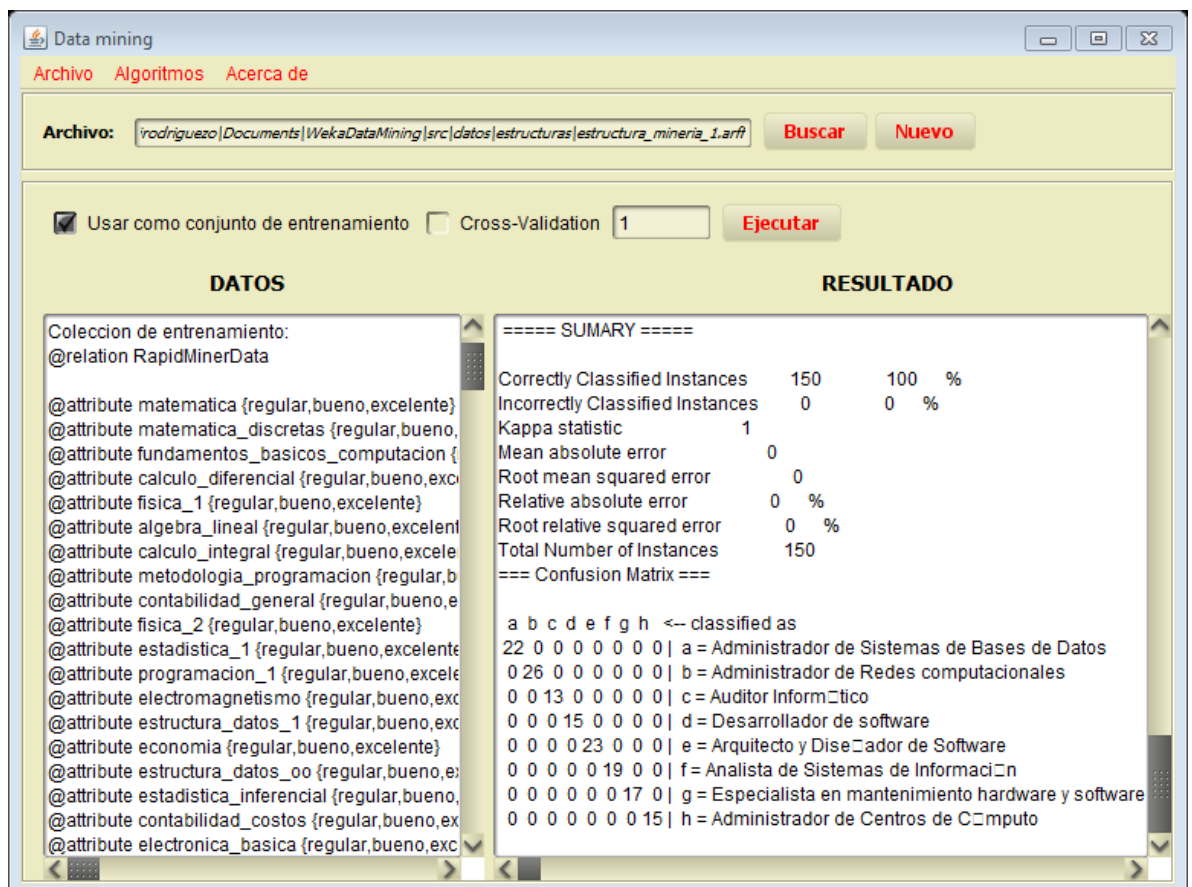 Data mining
Archivo Algoritmos Acerca de
Archivo: rodriguezo|Documents|WekaDataMining|src|datos|estructuras|estructura_mineria_1.arff Buscar Nuevo
Usar como conjunto de entrenamiento Cross-Validation 1 Ejecutar
DATOS
Coleccion de entrenamiento:
@relation RapidMinerData
@attribute matematica {regular,bueno,excelente}
@attribute matematica_discretas {regular,bueno,
@attribute fundamentos_basicos_computacion {
@attribute calculo_diferencial {regular,bueno,exc
@attribute fisica_1 {regular,bueno,excelente}
@attribute algebra_lineal {regular,bueno,excelent
@attribute calculo_integral {regular,bueno,excele
@attribute metodologia_programacion {regular,b
@attribute contabilidad_general {regular,bueno,e
@attribute fisica_2 {regular,bueno,excelente}
@attribute estadistica_1 {regular,bueno,excelente
@attribute programacion_1 {regular,bueno,excele
@attribute electromagnetismo {regular,bueno,exc
@attribute estructura_datos_1 {regular,bueno,exc
@attribute economia {regular,bueno,excelente}
@attribute estructura_datos_oo {regular,bueno,e
@attribute estadistica_inferencial {regular,bueno,
@attribute contabilidad_costos {regular,bueno,ex
@attribute electronica_basica {regular,bueno,exc
RESULTADO
===== SUMARY =====
Correctly Classified Instances 150 100 %
Incorrectly Classified Instances 0 0 %
Kappa statistic 1
Mean absolute error 0
Root mean squared error 0
Relative absolute error 0 %
Root relative squared error 0 %
Total Number of Instances 150
=== Confusion Matrix ===
a b c d e f g h <-- classified as
22 0 0 0 0 0 0 0 | a = Administrador de Sistemas de Bases de Datos
0 26 0 0 0 0 0 0 | b = Administrador de Redes computacionales
0 0 13 0 0 0 0 0 | c = Auditor Inform□tico
0 0 0 15 0 0 0 0 | d = Desarrollador de software
0 0 0 0 23 0 0 0 | e = Arquitecto y Dise□ador de Software
0 0 0 0 0 19 0 0 | f = Analista de Sistemas de Informaci□n
0 0 0 0 0 0 17 0 | g = Especialista en mantenimiento hardware y software
0 0 0 0 0 0 0 15 | h = Administrador de Centros de C□mputo